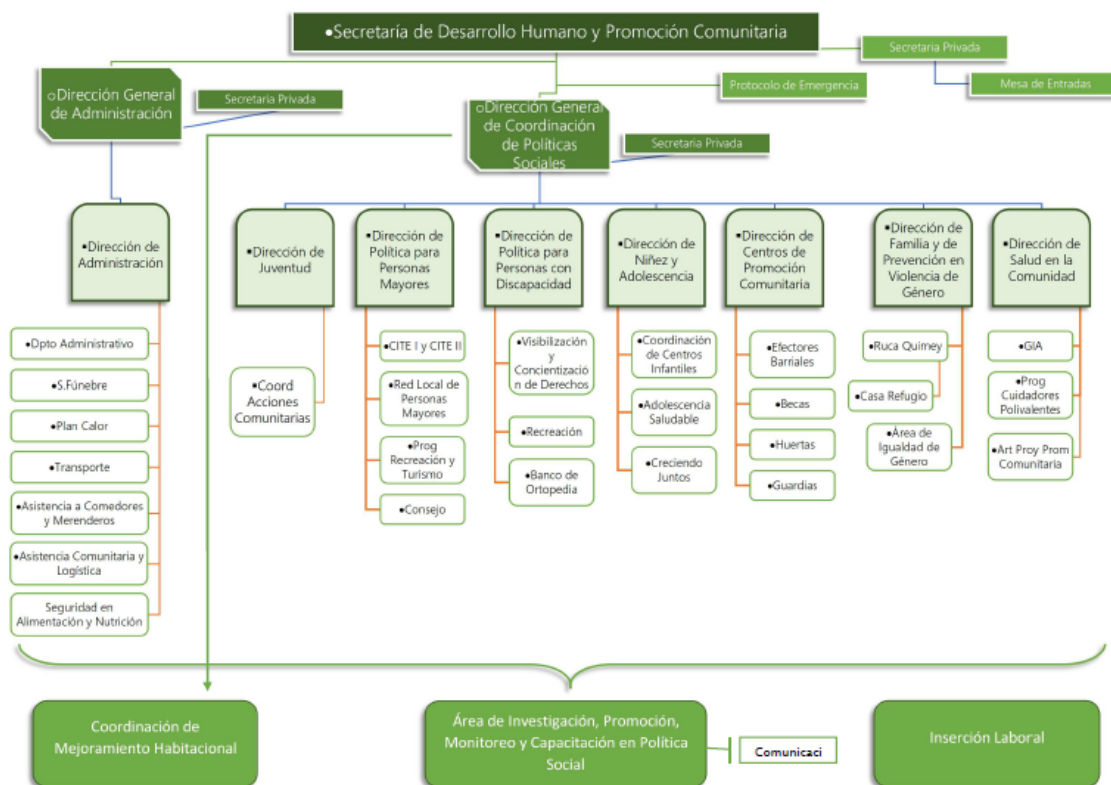 •Secretaría de Desarrollo Humano y Promoción Comunitaria
Secretaria Privada
Mesa de Entradas
oDirección General
de Administración
Secretaria Privada
Protocolo de Emergencia
oDirección General
de Coordinación
de Políticas
Sociales
Secretaria Privada
▪Dirección de
Administración
▪Dirección de
Juventud
▪Dirección de
Política para
Personas
Mayores
▪Dirección de
Política para
Personas con
Discapacidad
▪Dirección de
Niñez y
Adolescencia
▪Dirección de
Centros de
Promoción
Comunitaria
▪Dirección de
Familia y de
Prevención en
Violencia de
Género
▪Dirección de
Salud en la
Comunidad
•Dpto Administrativo
•S.Fúnebre
•Plan Calor
•Transporte
•Asistencia a Comedores
y Merenderos
•Asistencia Comunitaria y
Logística
Seguridad en
Alimentación y Nutrición
•Coord
Acciones
Comunitarias
•CITE I y CITE II
•Red Local de
Personas
Mayores
•Prog
Recreación y
Turismo
•Consejo
•Visibilización
y
Concientizació
n de Derechos
•Recreación
•Banco de
Ortopedia
•Coordinación
de Centros
Infantiles
•Adolescencia
Saludable
•Creciendo
Juntos
•Efectores
Barriales
•Becas
•Huertas
•Guardias
•Ruca Quimey
•Casa Refugio
•Área de
Igualdad de
Género
•GIA
•Prog
Cuidadores
Polivalentes
•Art Proy Prom
Comunitaria
Coordinación de
Mejoramiento Habitacional
Área de Investigación, Promoción,
Monitoreo y Capacitación en Política
Social
Comunicaci
Inserción Laboral